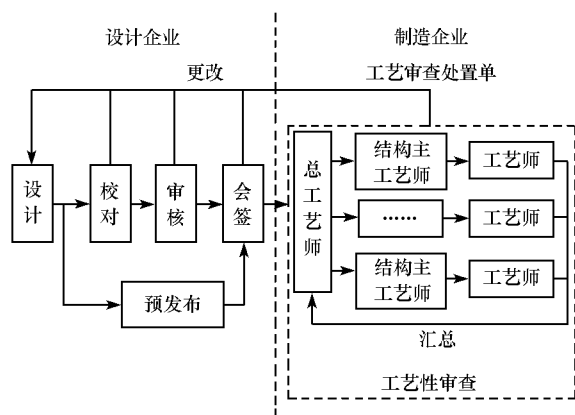 设计企业
制造企业
更改
工艺审查处置单
设计
校对
审核
会签
总工艺师
结构主
工艺师
工艺师
……
工艺师
结构主
工艺师
工艺师
预发布
汇总
工艺性审查